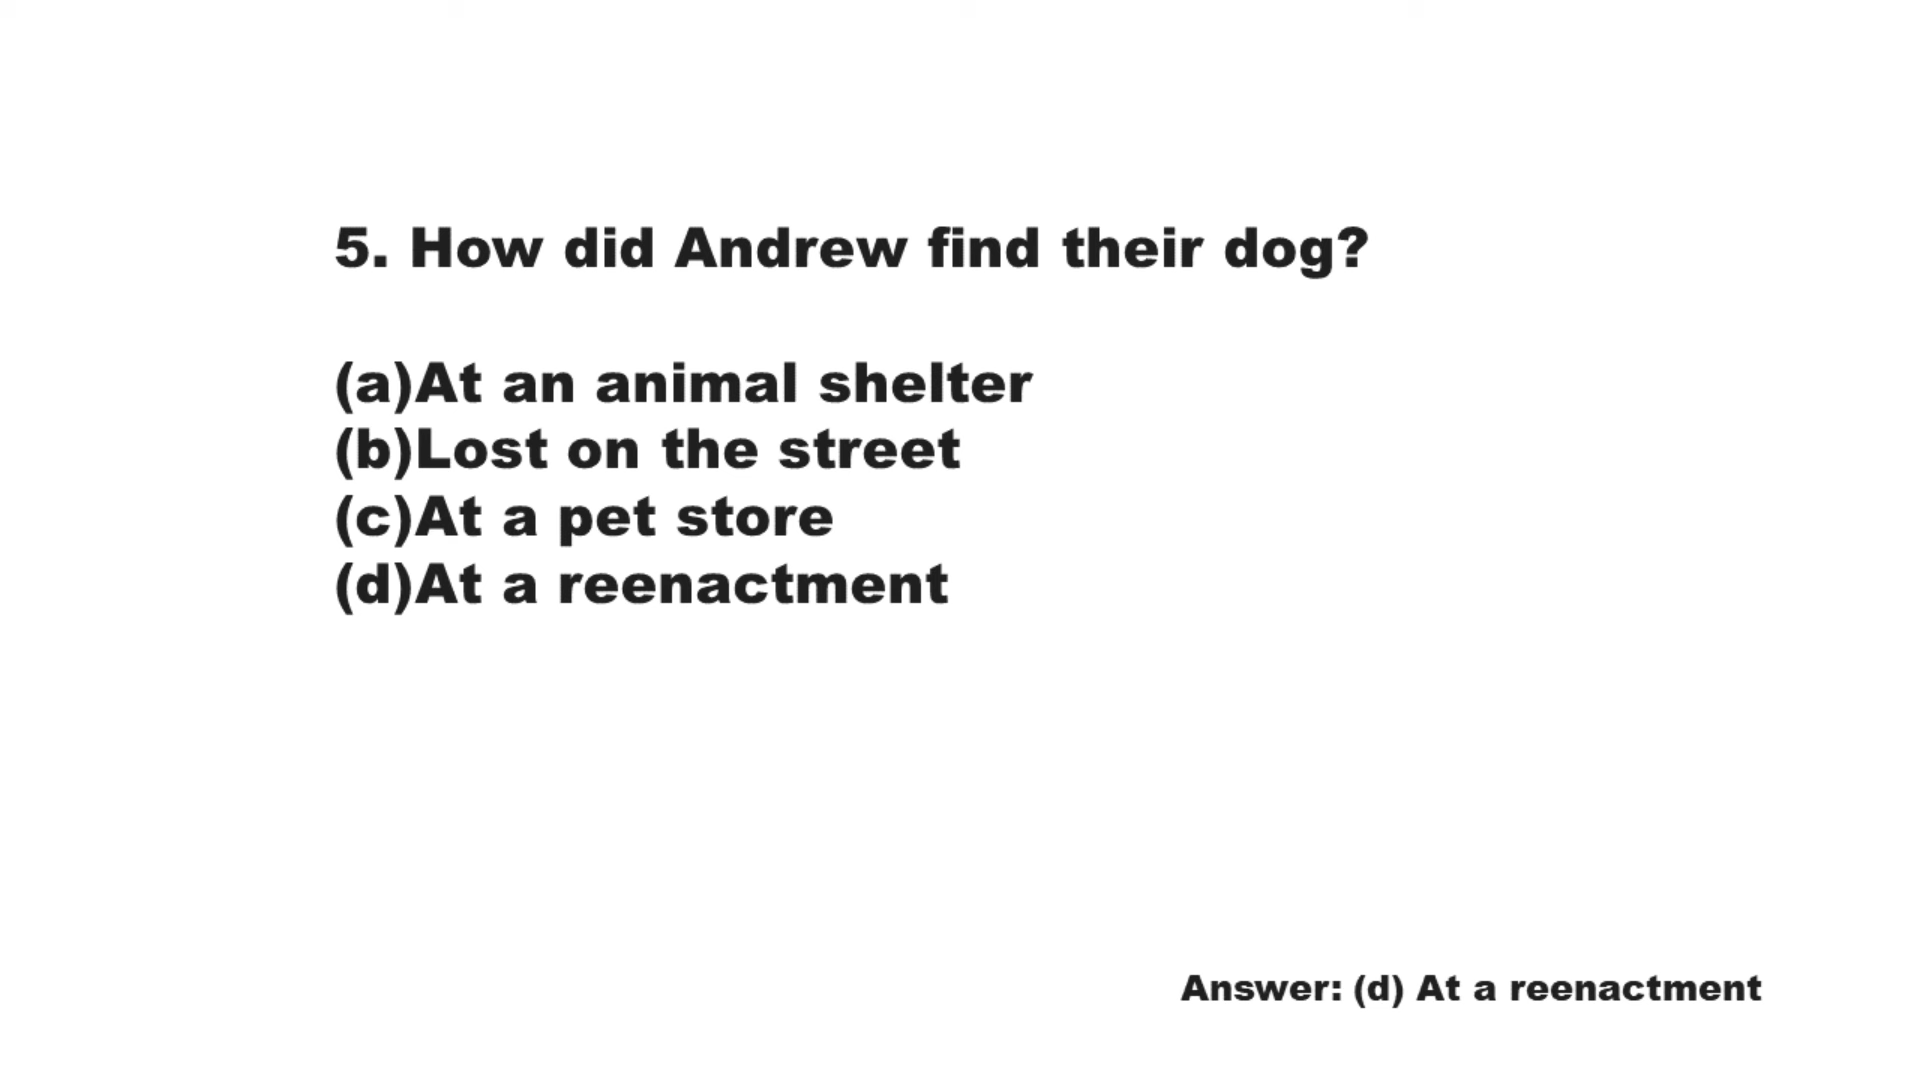 5. How did Andrew find their dog?
(a)At an animal shelter
(b)Lost on the street
(c)At a pet store
(d)At a reenactment
Answer: (d) At a reenactment